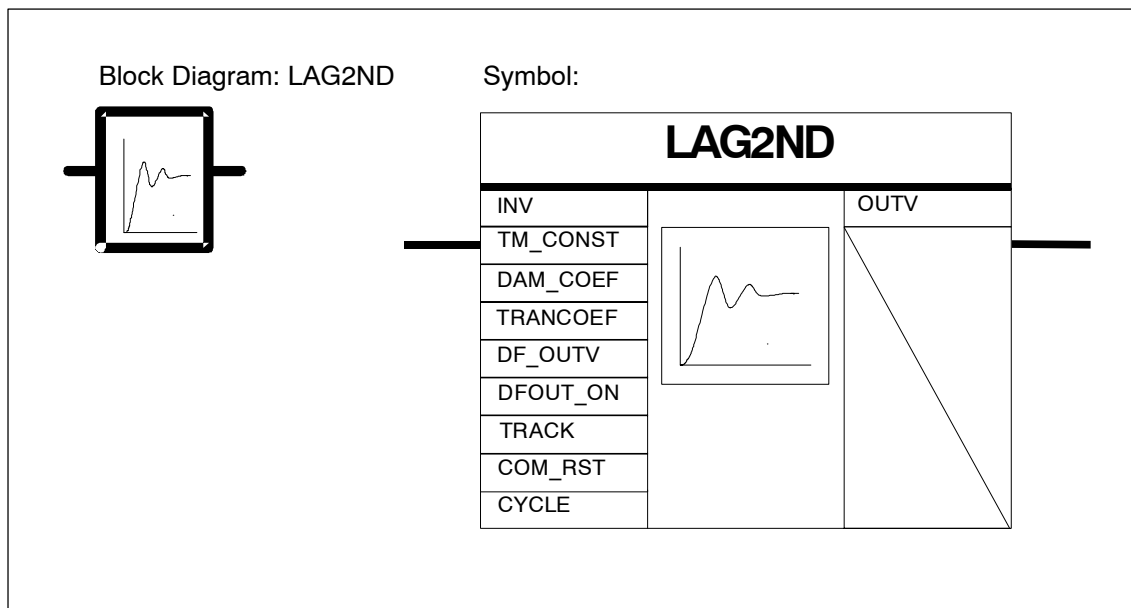 Block Diagram: LAG2ND
Symbol:
LAG2ND
INV
OUTV
TM_CONST
DAM_COEF
TRANCOEF
DF_OUTV
DFOUT_ON
TRACK
COM_RST
CYCLE